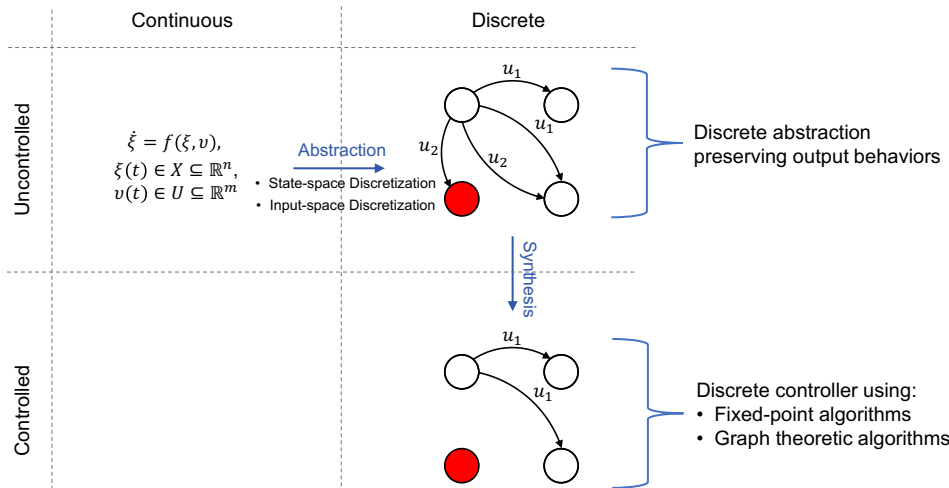 Continuous
Discrete
Uncontrolled
ξ̇ = f(ξ, υ),
ξ(t) ∈ X ⊆ ℝⁿ,
υ(t) ∈ U ⊆ ℝᵐ
Abstraction
• State-space Discretization
• Input-space Discretization
u₁
u₁
u₂
u₂
Discrete abstraction
preserving output behaviors
Synthesis
Controlled
u₁
u₁
Discrete controller using:
• Fixed-point algorithms
• Graph theoretic algorithms